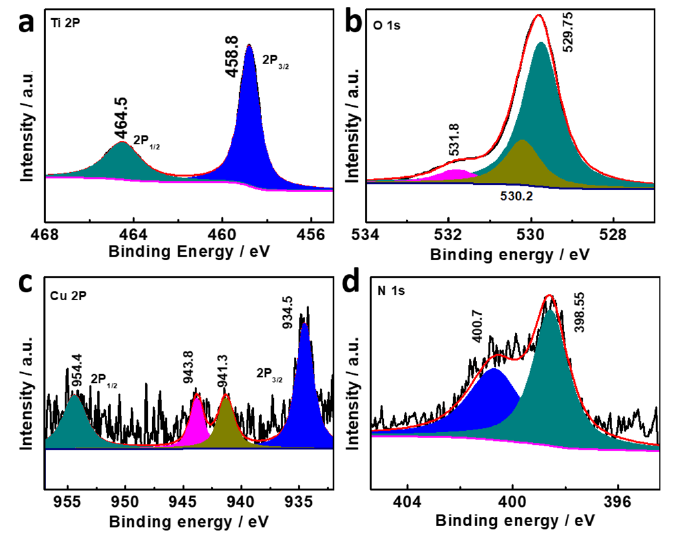 a
Ti 2P
458.8
2P3/2
464.5
2P1/2
Intensity / a.u.
468 464 460 456
Binding Energy / eV
b
O 1s
529.75
531.8
530.2
Intensity / a.u.
534 532 530 528
Binding energy / eV
c
Cu 2P
954.4
2P1/2
943.8
941.3
2P3/2
934.5
Intensity / a.u.
955 950 945 940 935
Binding energy / eV
d
N 1s
400.7
398.55
Intensity / a.u.
404 400 396
Binding energy / eV